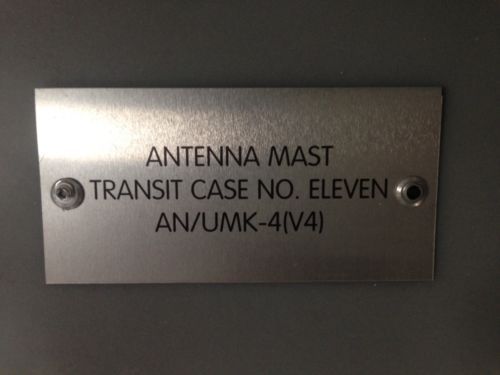 ANTENNA MAST
TRANSIT CASE NO. ELEVEN
AN/UMK-4(V4)